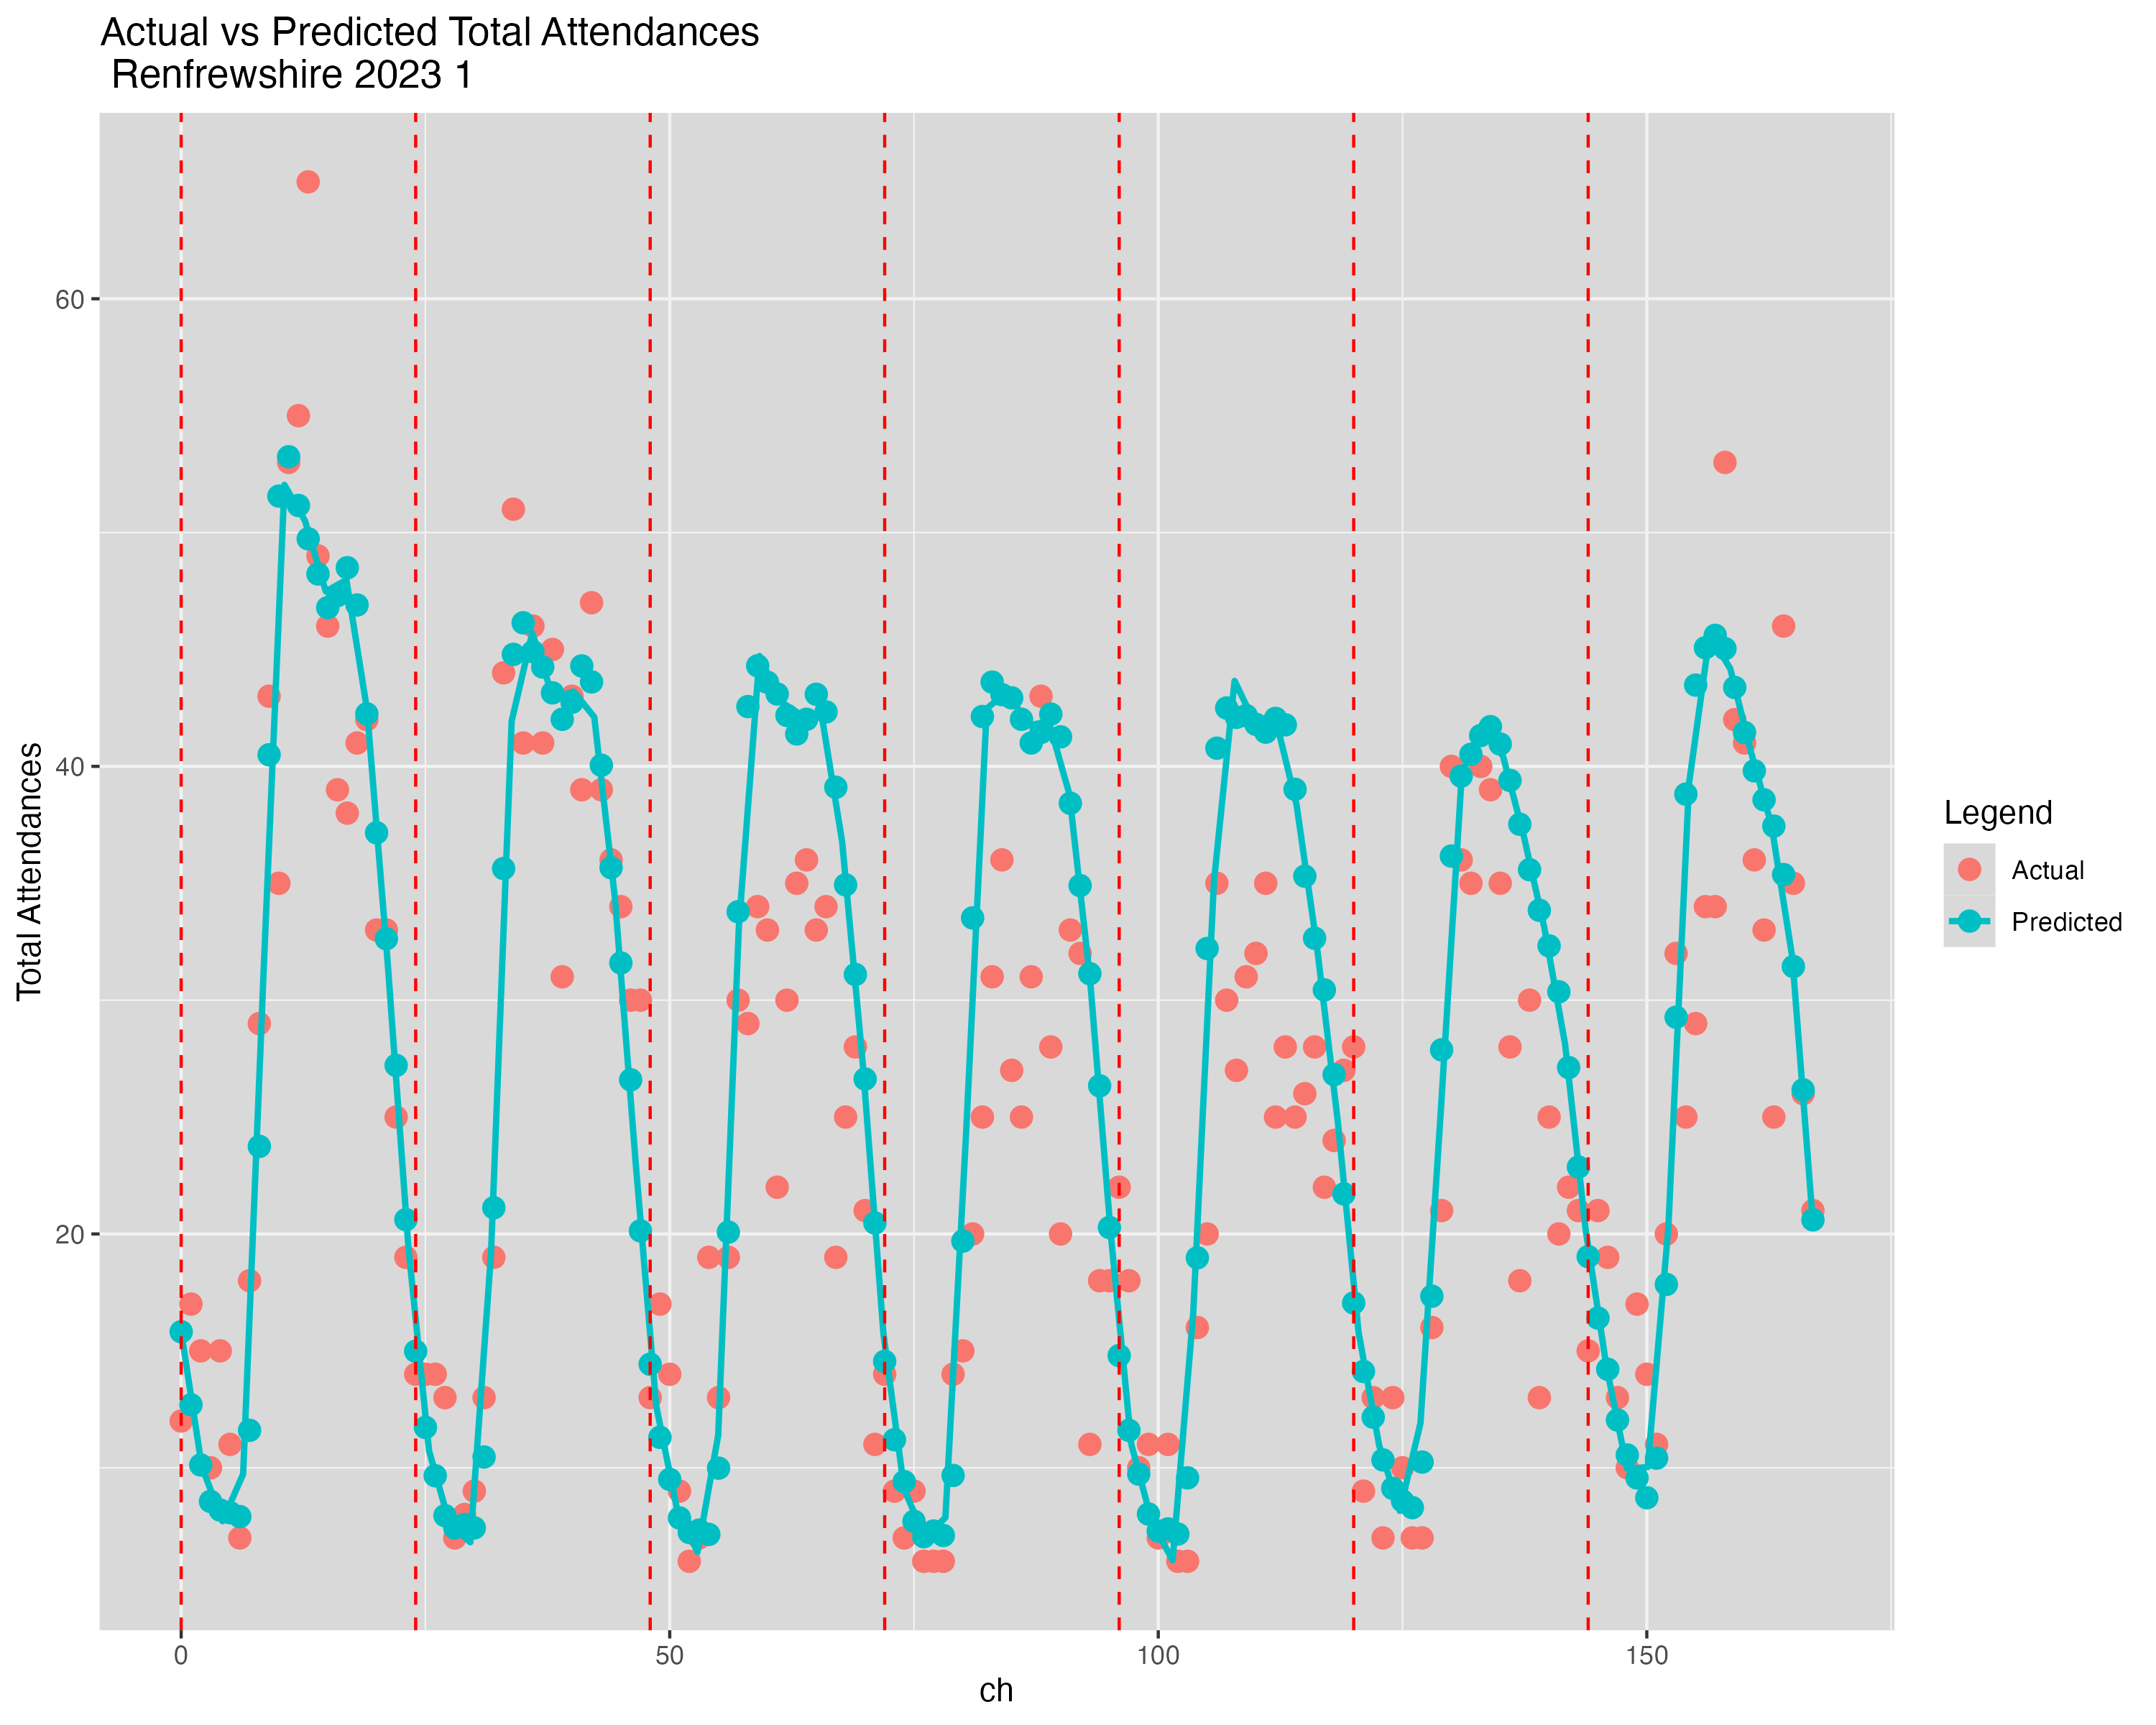 Actual vs Predicted Total Attendances
Renfrewshire 2023 1
Total Attendances
60
40
20
0
50
100
150
ch
Legend
Actual
Predicted